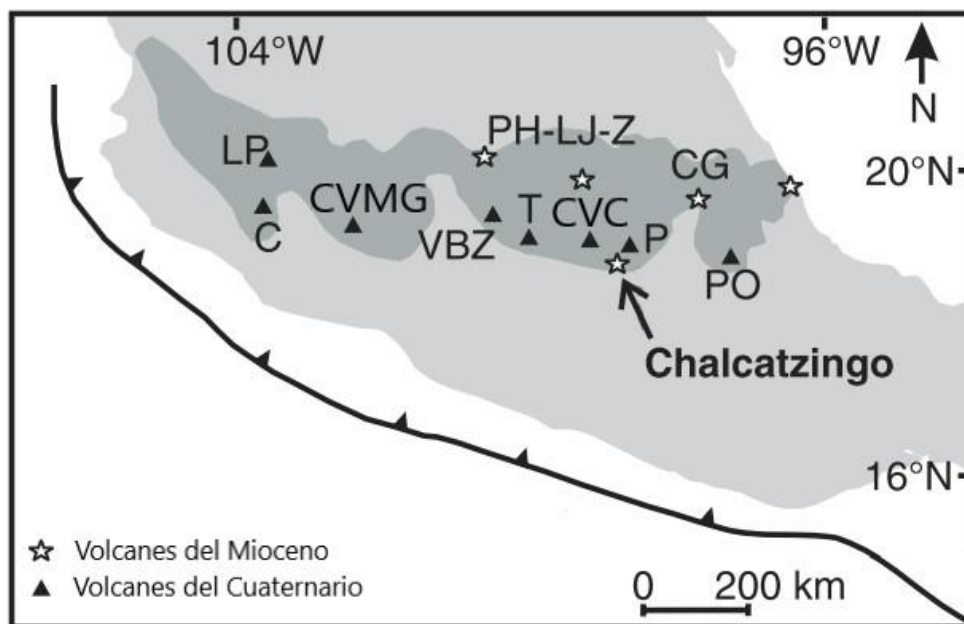 104°W
96°W
N
PH-LJ-Z
LP
CG
20°N
CVMG
T
CVC
C
VBZ
P
PO
Chalcatzingo
16°N
Volcanes del Mioceno
Volcanes del Cuaternario
0
200 km